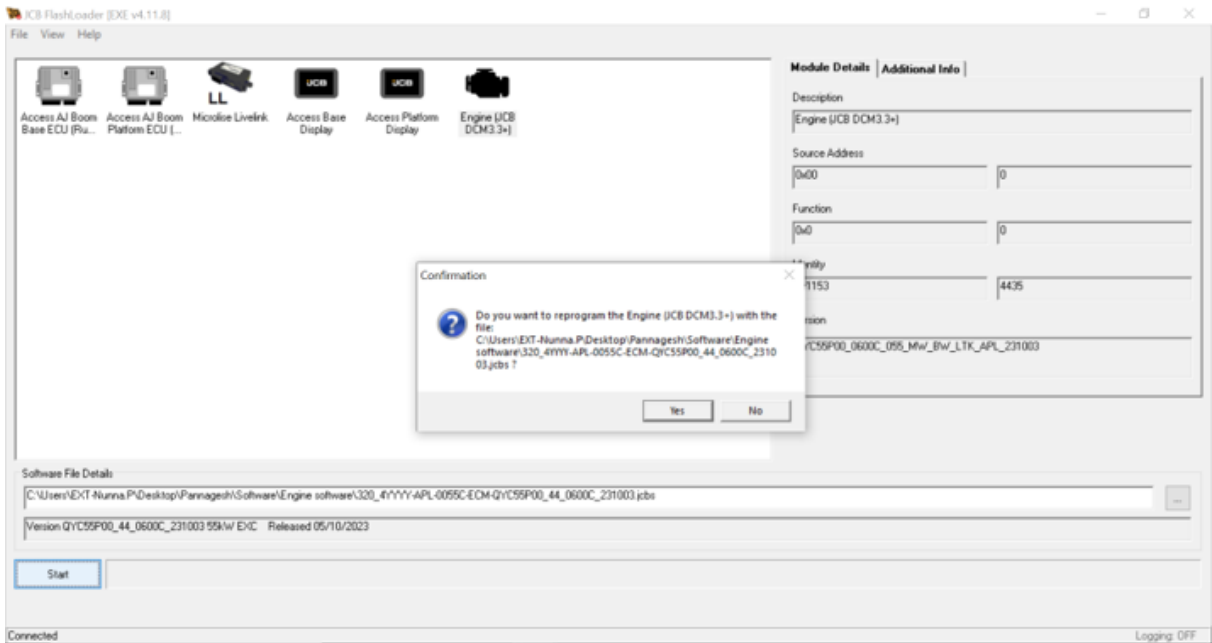 JCB FlashLoader [EXE v4.11.8]
File View Help
Access AJ Boom Base ECU (Ru...
Access AJ Boom Platform ECU (...
LL
Microlise Livelink
JCB
Access Base Display
JCB
Access Platform Display
Engine (JCB DCM3.3+)
Module Details Additional Info
Description
Engine (JCB DCM3.3+)
Source Address
0x00 0
Function
0x0 0
1153 4435
QYC55P00_0600C_055_MW_BW_LTK_APL_231003
Confirmation
Do you want to reprogram the Engine (JCB DCM3.3+) with the
file:
C:\Users\EXT-Nunna.P\Desktop\Pannagesh\Software\Engine
software\320_4YYYY-APL-0055C-ECM-QYC55P00_44_0600C_2310
03.jcbs ?
Yes No
Software File Details
C:\Users\EXT-Nunna.P\Desktop\Pannagesh\Software\Engine software\320_4YYYY-APL-0055C-ECM-QYC55P00_44_0600C_231003.jcbs
...
Version QYC55P00_44_0600C_231003 55kW EXC Released 05/10/2023
Start
Connected Logging: OFF